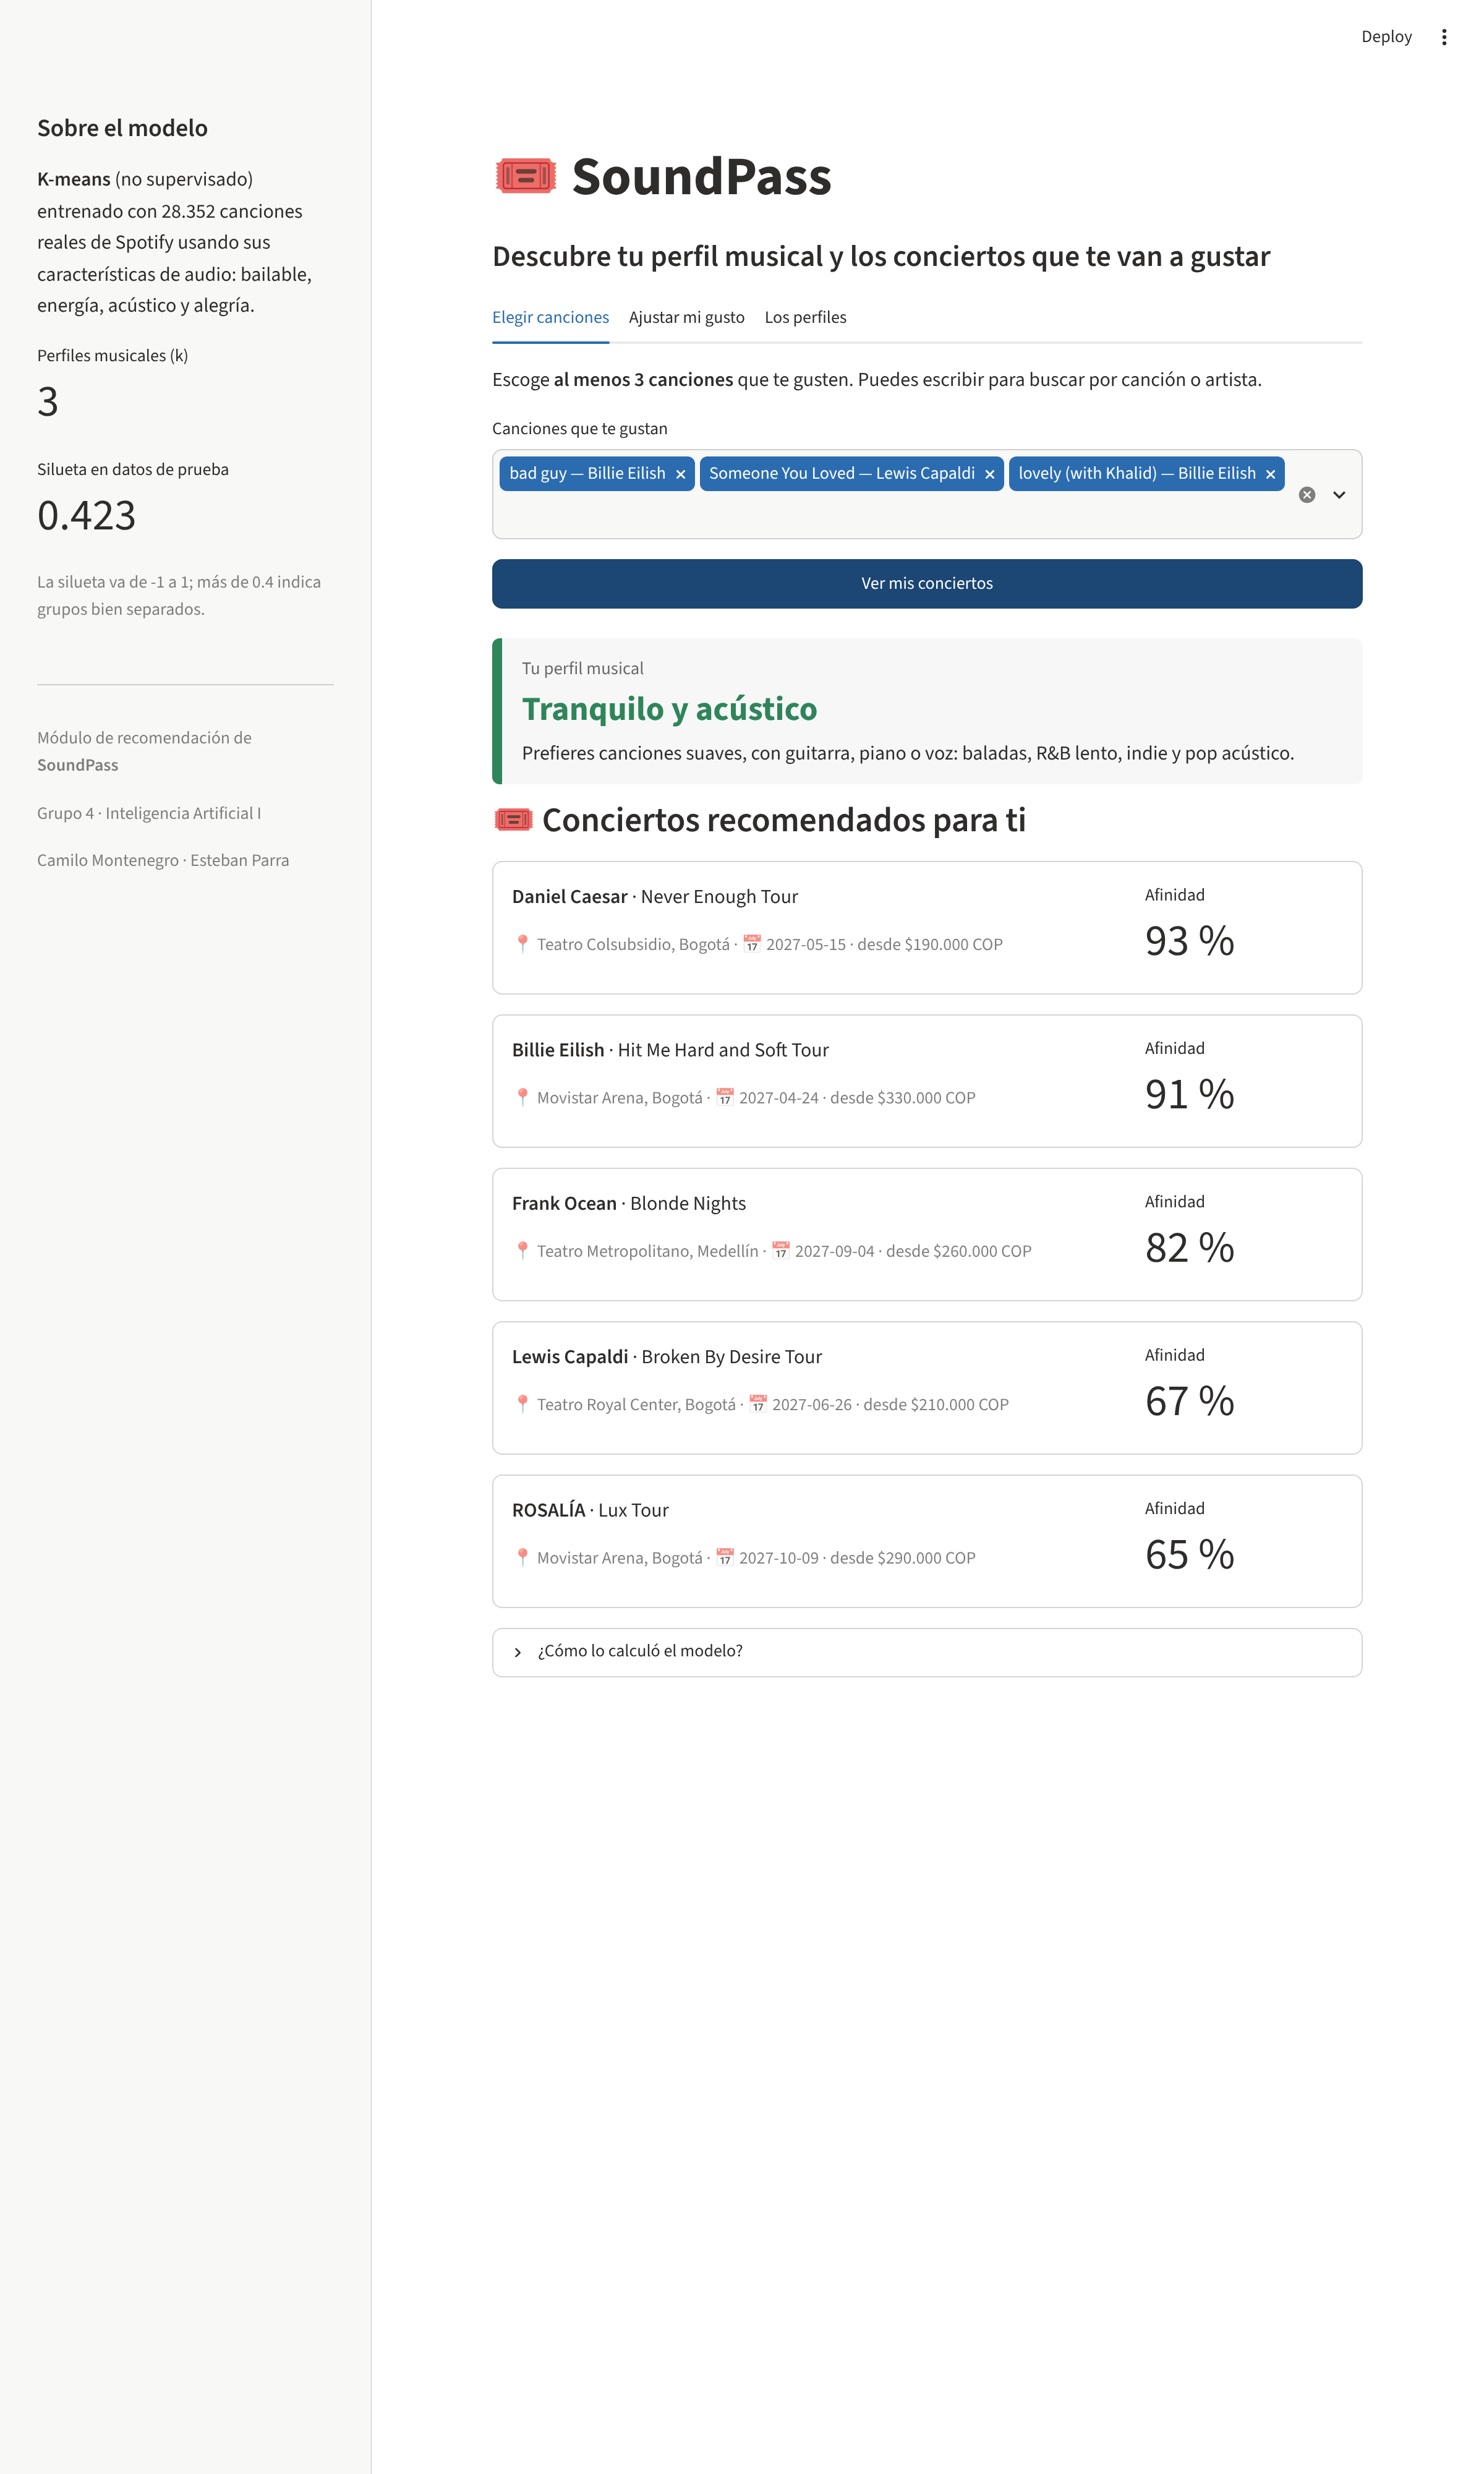 Deploy
Sobre el modelo
K-means (no supervisado)
entrenado con 28.352 canciones
reales de Spotify usando sus
características de audio: bailable,
energía, acústico y alegría.
Perfiles musicales (k)
3
Silueta en datos de prueba
0.423
La silueta va de -1 a 1; más de 0.4 indica
grupos bien separados.
Módulo de recomendación de
SoundPass
Grupo 4 · Inteligencia Artificial I
Camilo Montenegro · Esteban Parra
SoundPass
Descubre tu perfil musical y los conciertos que te van a gustar
Elegir canciones Ajustar mi gusto Los perfiles
Escoge al menos 3 canciones que te gusten. Puedes escribir para buscar por canción o artista.
Canciones que te gustan
bad guy — Billie Eilish Someone You Loved — Lewis Capaldi lovely (with Khalid) — Billie Eilish
Ver mis conciertos
Tu perfil musical
Tranquilo y acústico
Prefieres canciones suaves, con guitarra, piano o voz: baladas, R&B lento, indie y pop acústico.
Conciertos recomendados para ti
Daniel Caesar · Never Enough Tour
Teatro Colsubsidio, Bogotá · 2027-05-15 · desde $190.000 COP
Afinidad
93 %
Billie Eilish · Hit Me Hard and Soft Tour
Movistar Arena, Bogotá · 2027-04-24 · desde $330.000 COP
Afinidad
91 %
Frank Ocean · Blonde Nights
Teatro Metropolitano, Medellín · 2027-09-04 · desde $260.000 COP
Afinidad
82 %
Lewis Capaldi · Broken By Desire Tour
Teatro Royal Center, Bogotá · 2027-06-26 · desde $210.000 COP
Afinidad
67 %
ROSALÍA · Lux Tour
Movistar Arena, Bogotá · 2027-10-09 · desde $290.000 COP
Afinidad
65 %
¿Cómo lo calculó el modelo?